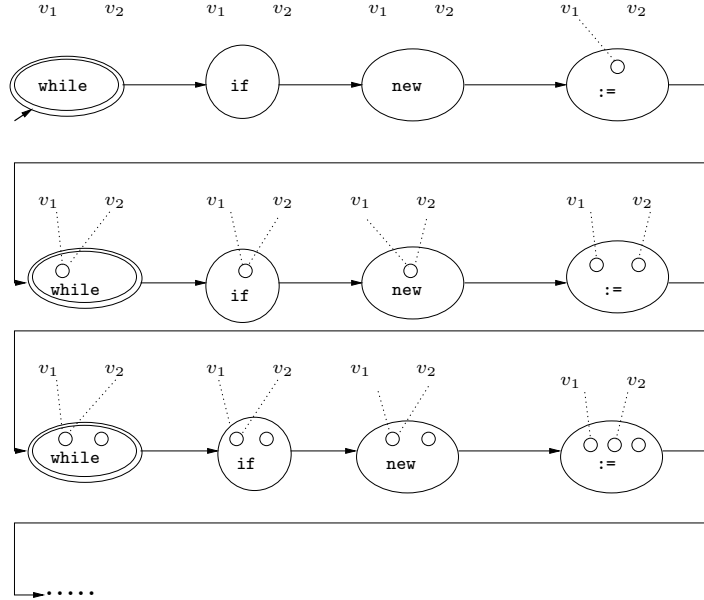 v₁ v₂ v₁ v₂ v₁ v₂ v₁ v₂
while if new :=
v₁ v₂ v₁ v₂ v₁ v₂ v₁ v₂
while if new :=
v₁ v₂ v₁ v₂ v₁ v₂ v₁ v₂
while if new :=
.....